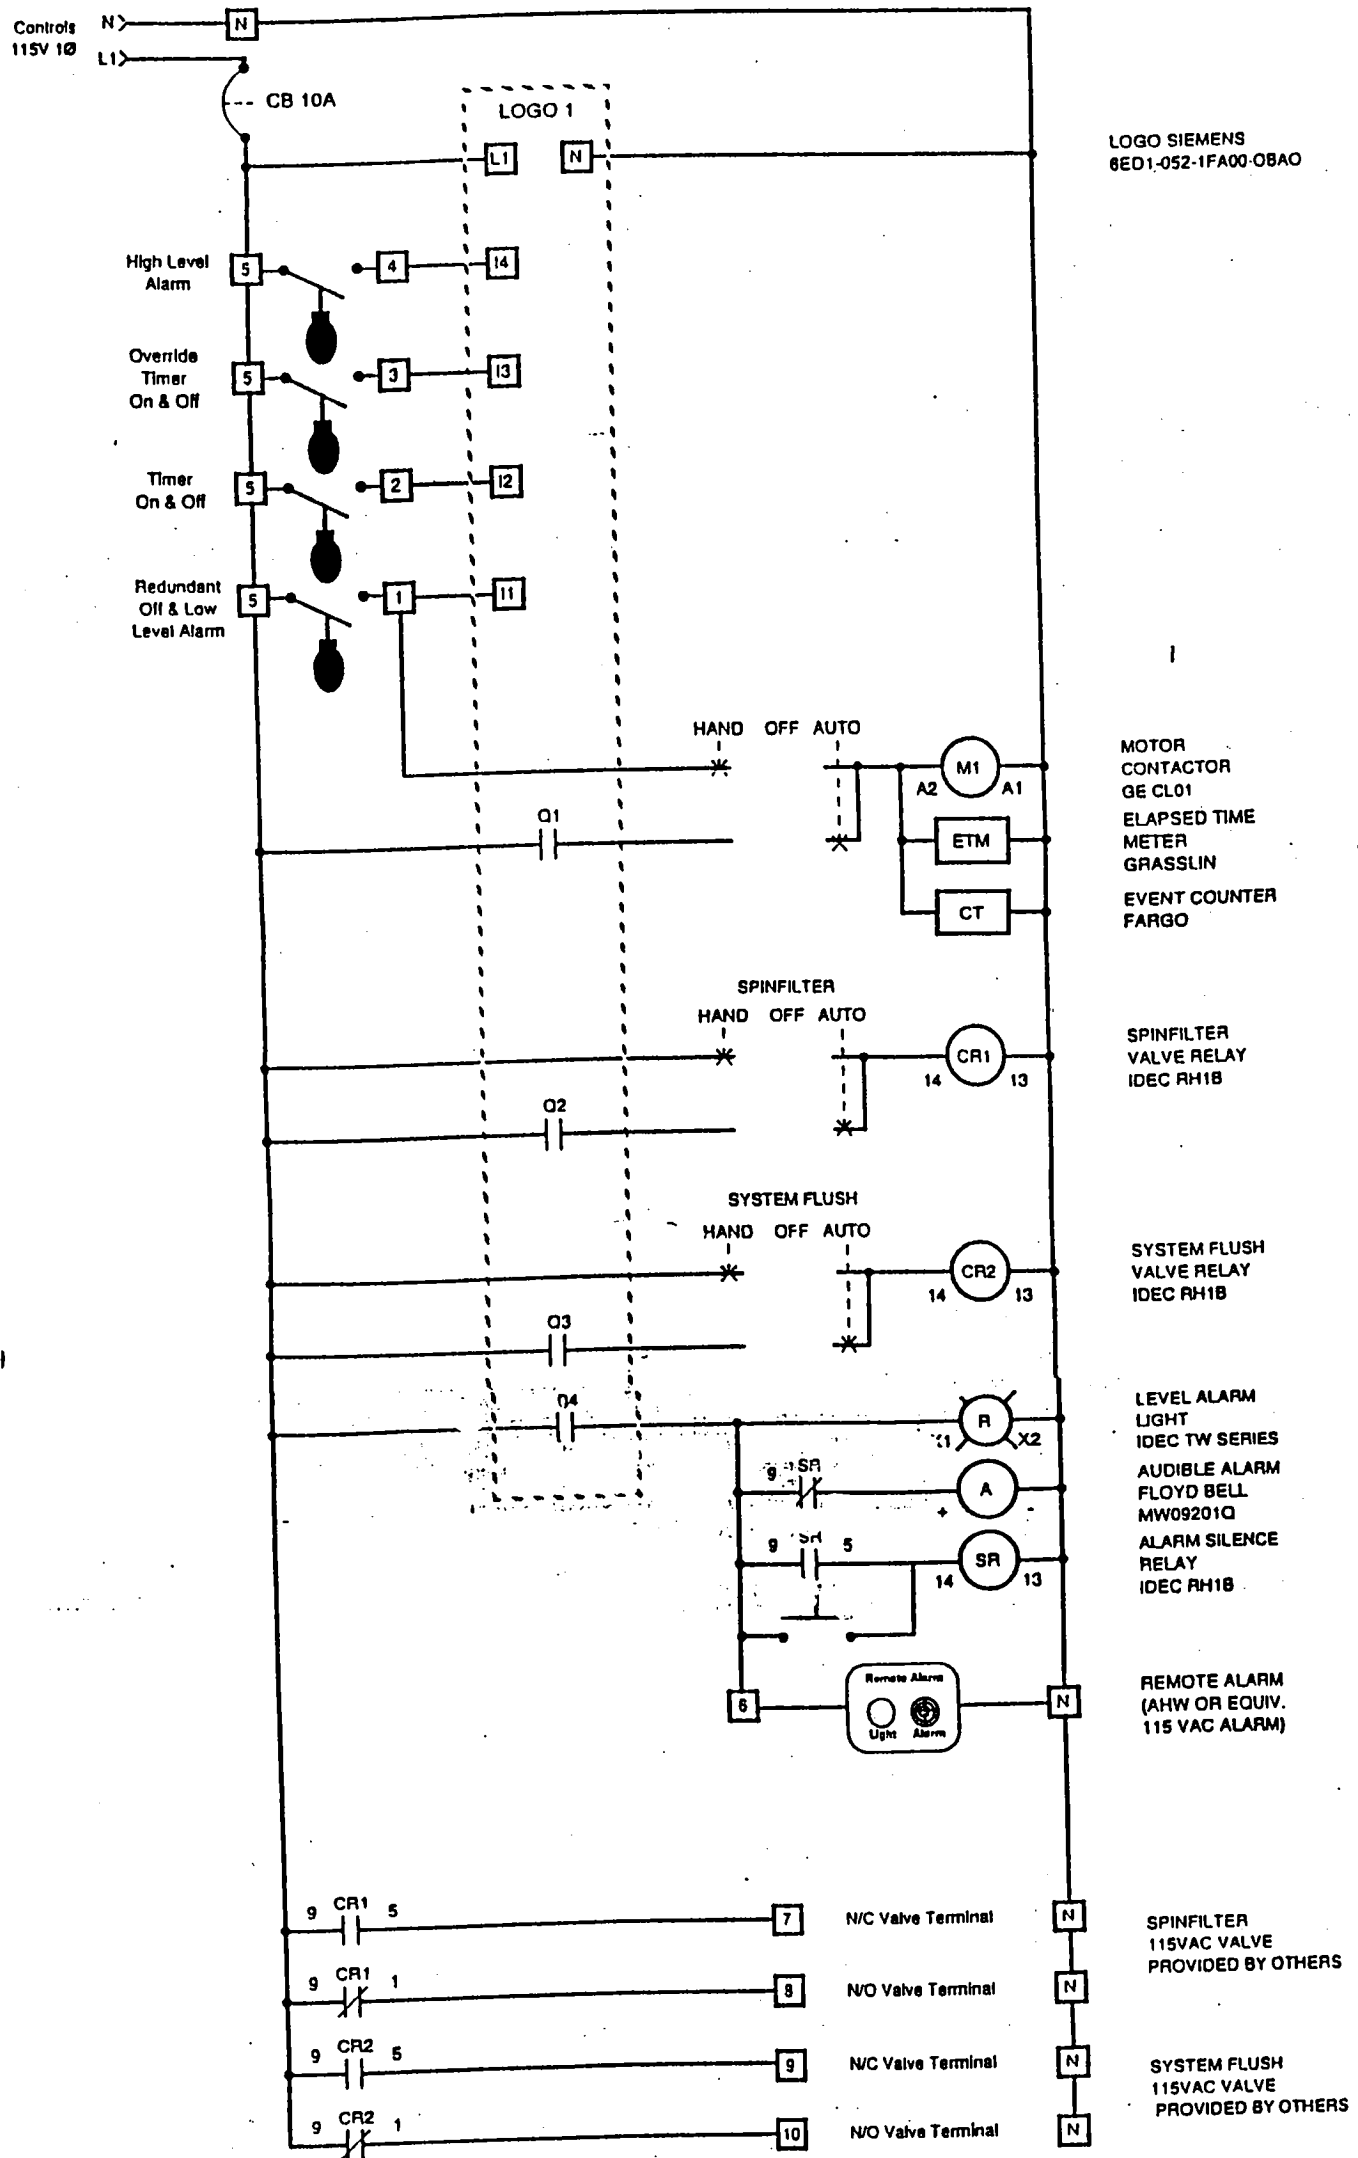 Controls
115V 1Ø
N
N
L1
CB 10A
LOGO 1
L1
N
LOGO SIEMENS
6ED1-052-1FA00-OBAO
High Level
Alarm
5
4
I4
Override
Timer
On & Off
5
3
I3
Timer
On & Off
5
2
I2
Redundant
Off & Low
Level Alarm
5
1
I1
HAND OFF AUTO
M1
A2
A1
MOTOR
CONTACTOR
GE CL01
Q1
ETM
ELAPSED TIME
METER
GRASSLIN
CT
EVENT COUNTER
FARGO
SPINFILTER
HAND OFF AUTO
CR1
14
13
SPINFILTER
VALVE RELAY
IDEC RH1B
Q2
SYSTEM FLUSH
HAND OFF AUTO
CR2
14
13
SYSTEM FLUSH
VALVE RELAY
IDEC RH1B
Q3
Q4
R
X1
X2
LEVEL ALARM
LIGHT
IDEC TW SERIES
9
SR
A
+
-
AUDIBLE ALARM
FLOYD BELL
MW09201Q
9
SR
5
SR
14
13
ALARM SILENCE
RELAY
IDEC RH1B
6
Remote Alarm
Light
Alarm
N
REMOTE ALARM
(AHW OR EQUIV.
115 VAC ALARM)
9
CR1
5
7
N/C Valve Terminal
N
SPINFILTER
115VAC VALVE
PROVIDED BY OTHERS
9
CR1
1
8
N/O Valve Terminal
N
9
CR2
5
9
N/C Valve Terminal
N
SYSTEM FLUSH
115VAC VALVE
PROVIDED BY OTHERS
9
CR2
1
10
N/O Valve Terminal
N